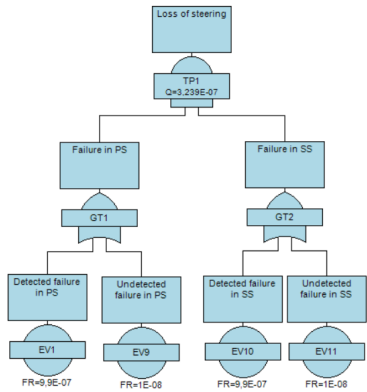 Loss of steering
TP1
Q=3,239E-07
Failure in PS
Failure in SS
GT1
GT2
Detected failure
in PS
Undetected
failure in PS
Detected failure
in SS
Undetected
failure in SS
EV1
EV9
EV10
EV11
FR=9,9E-07
FR=1E-08
FR=9,9E-07
FR=1E-08